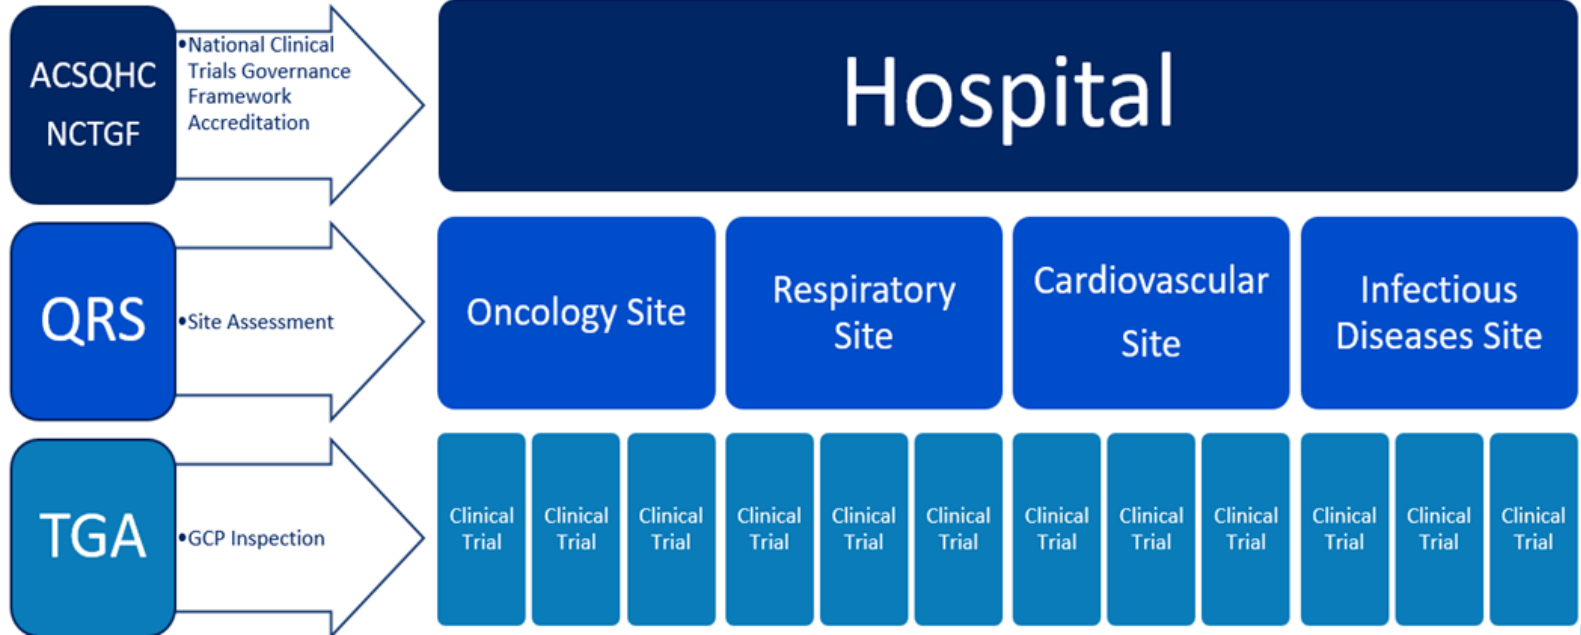 ACSQHC
NCTGF
•National Clinical
Trials Governance
Framework
Accreditation
Hospital
QRS
•Site Assessment
Oncology Site
Respiratory
Site
Cardiovascular
Site
Infectious
Diseases Site
TGA
•GCP Inspection
Clinical
Trial
Clinical
Trial
Clinical
Trial
Clinical
Trial
Clinical
Trial
Clinical
Trial
Clinical
Trial
Clinical
Trial
Clinical
Trial
Clinical
Trial
Clinical
Trial
Clinical
Trial